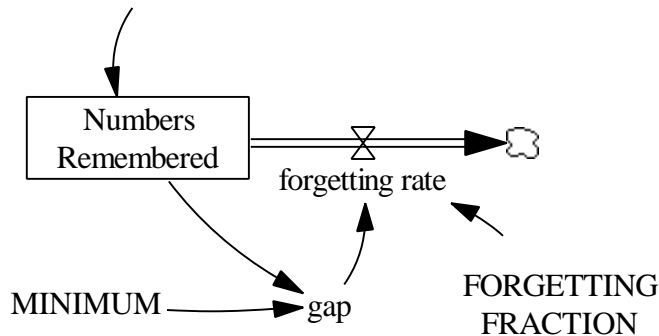 Numbers
Remembered
forgetting rate
MINIMUM
gap
FORGETTING
FRACTION